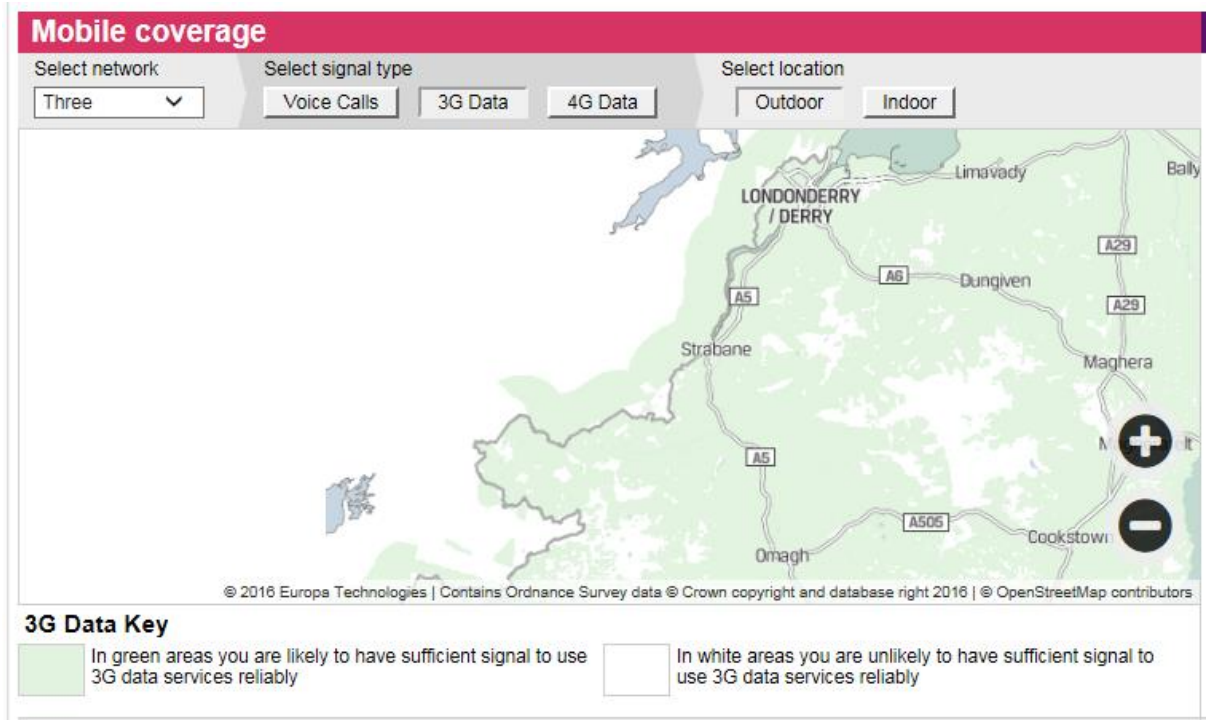 Mobile coverage
Select network
Select signal type
Select location
Three
Voice Calls
3G Data
4G Data
Outdoor
Indoor
Limavady
Bally
LONDONDERRY
/ DERRY
A29
A6
Dungiven
A5
A29
Strabane
Maghera
A5
A505
Cookstown
Omagh
© 2016 Europa Technologies | Contains Ordnance Survey data © Crown copyright and database right 2016 | © OpenStreetMap contributors
3G Data Key
In green areas you are likely to have sufficient signal to use
3G data services reliably
In white areas you are unlikely to have sufficient signal to
use 3G data services reliably